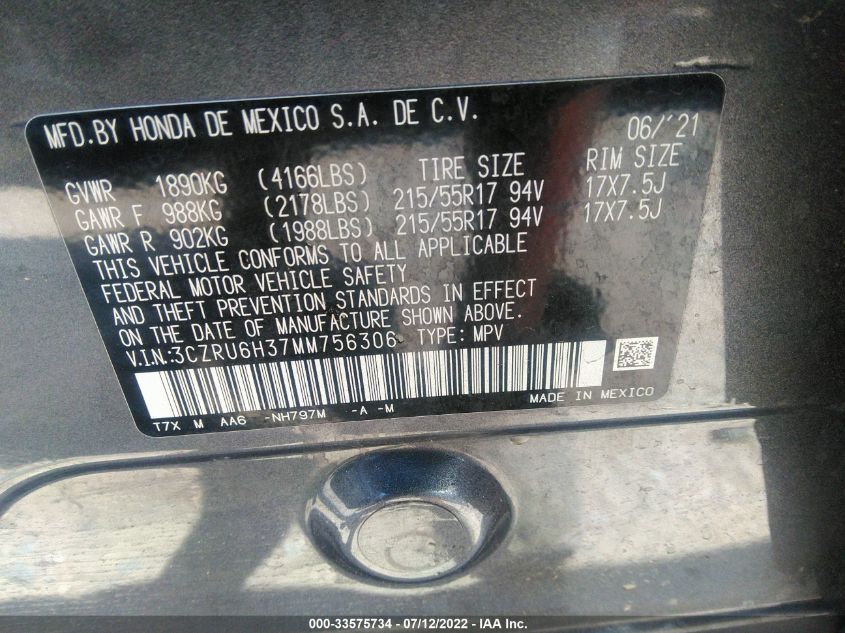 MFD.BY HONDA DE MEXICO S.A. DE C.V. 06/'21
GVWR 1890KG (4166LBS) TIRE SIZE RIM SIZE
GAWR F 988KG (2178LBS) 215/55R17 94V 17X7.5J
GAWR R 902KG (1988LBS) 215/55R17 94V 17X7.5J
THIS VEHICLE CONFORMS TO ALL APPLICABLE
FEDERAL MOTOR VEHICLE SAFETY
AND THEFT PREVENTION STANDARDS IN EFFECT
ON THE DATE OF MANUFACTURE SHOWN ABOVE.
V.I.N:3CZRU6H37MM756306 TYPE: MPV
T7X M AA6 -NH797M -A -M MADE IN MEXICO
000-33575734 / 07/12/2022 - IAA Inc.